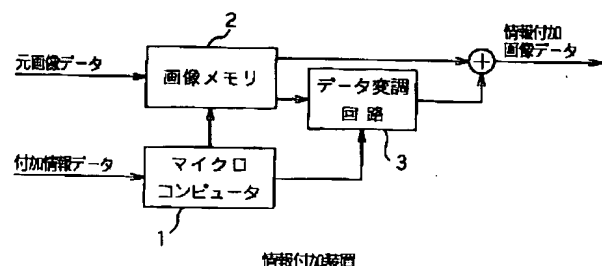 2
情報付加
画像データ
元画像データ
画像メモリ
データ変調
回路
3
付加情報データ
マイクロ
コンピュータ
1
情報付加装置